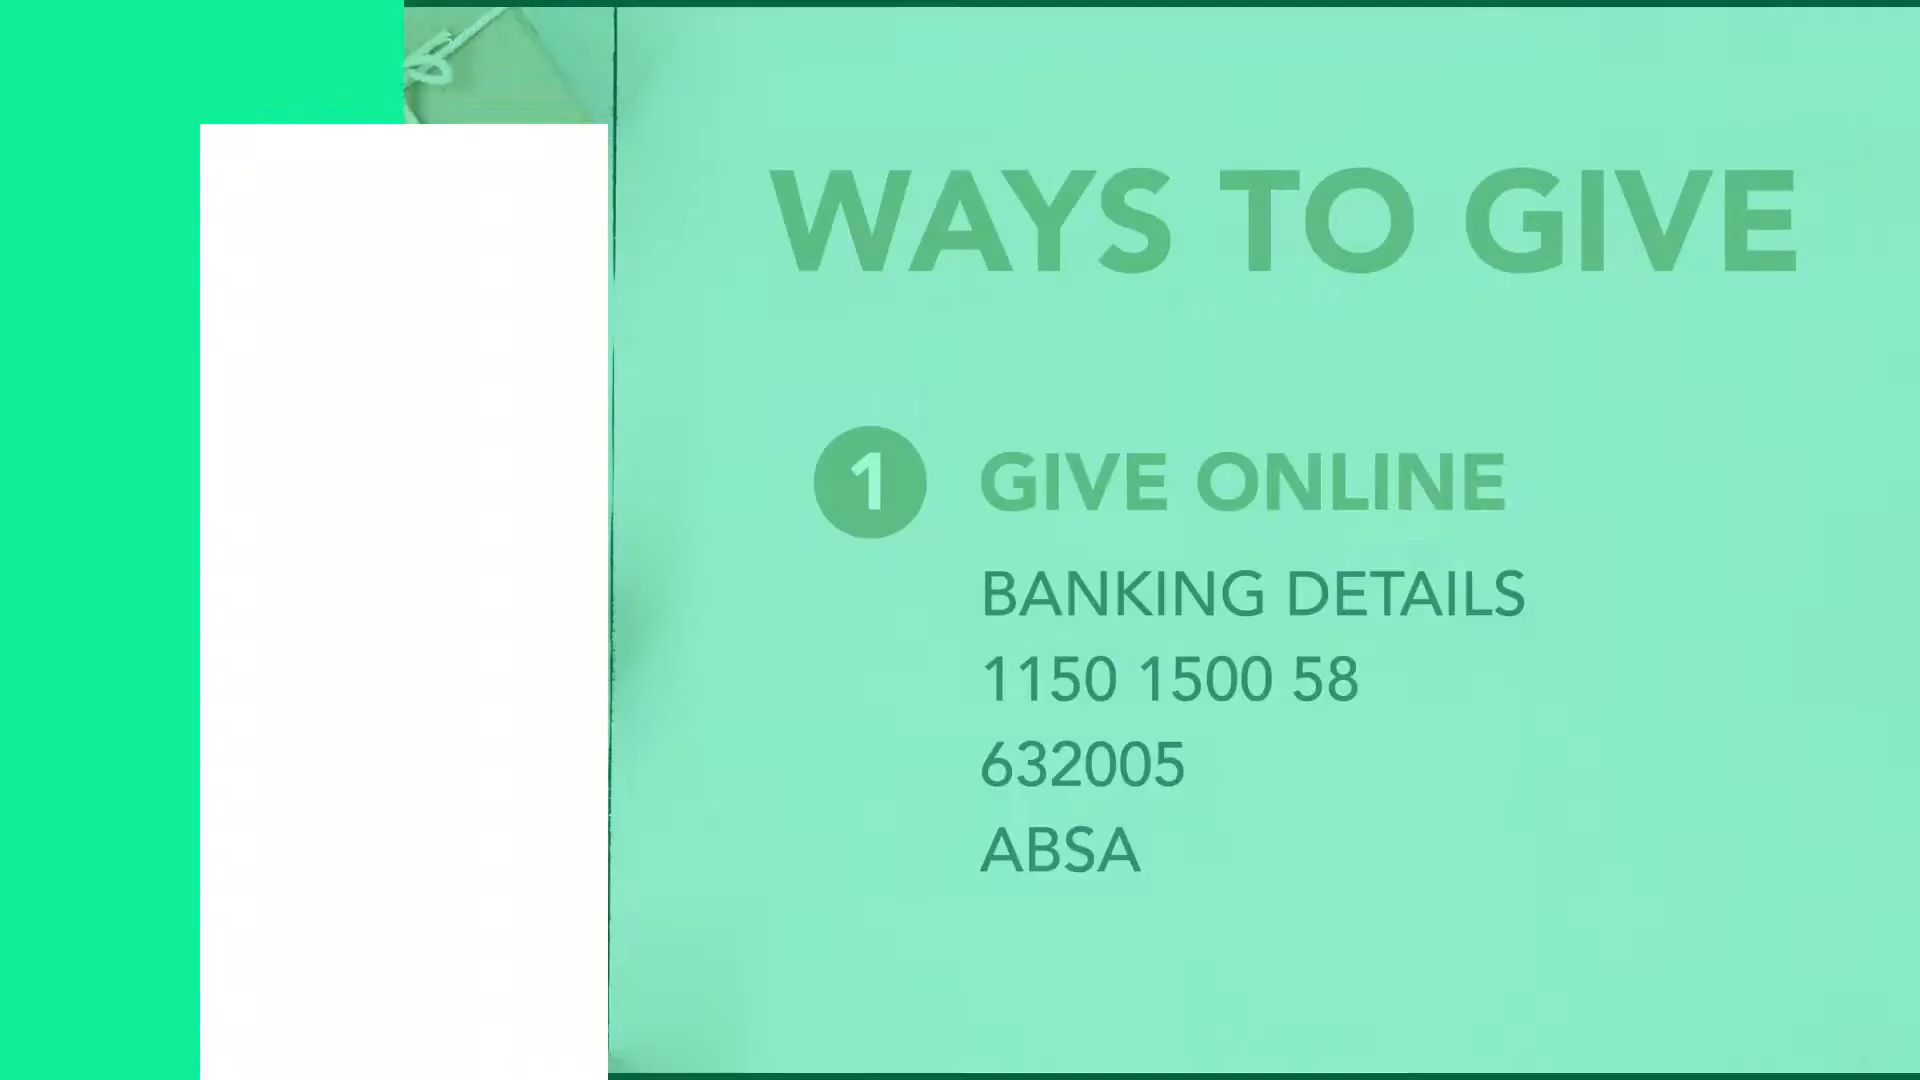 WAYS TO GIVE
1 GIVE ONLINE
BANKING DETAILS
1150 1500 58
632005
ABSA